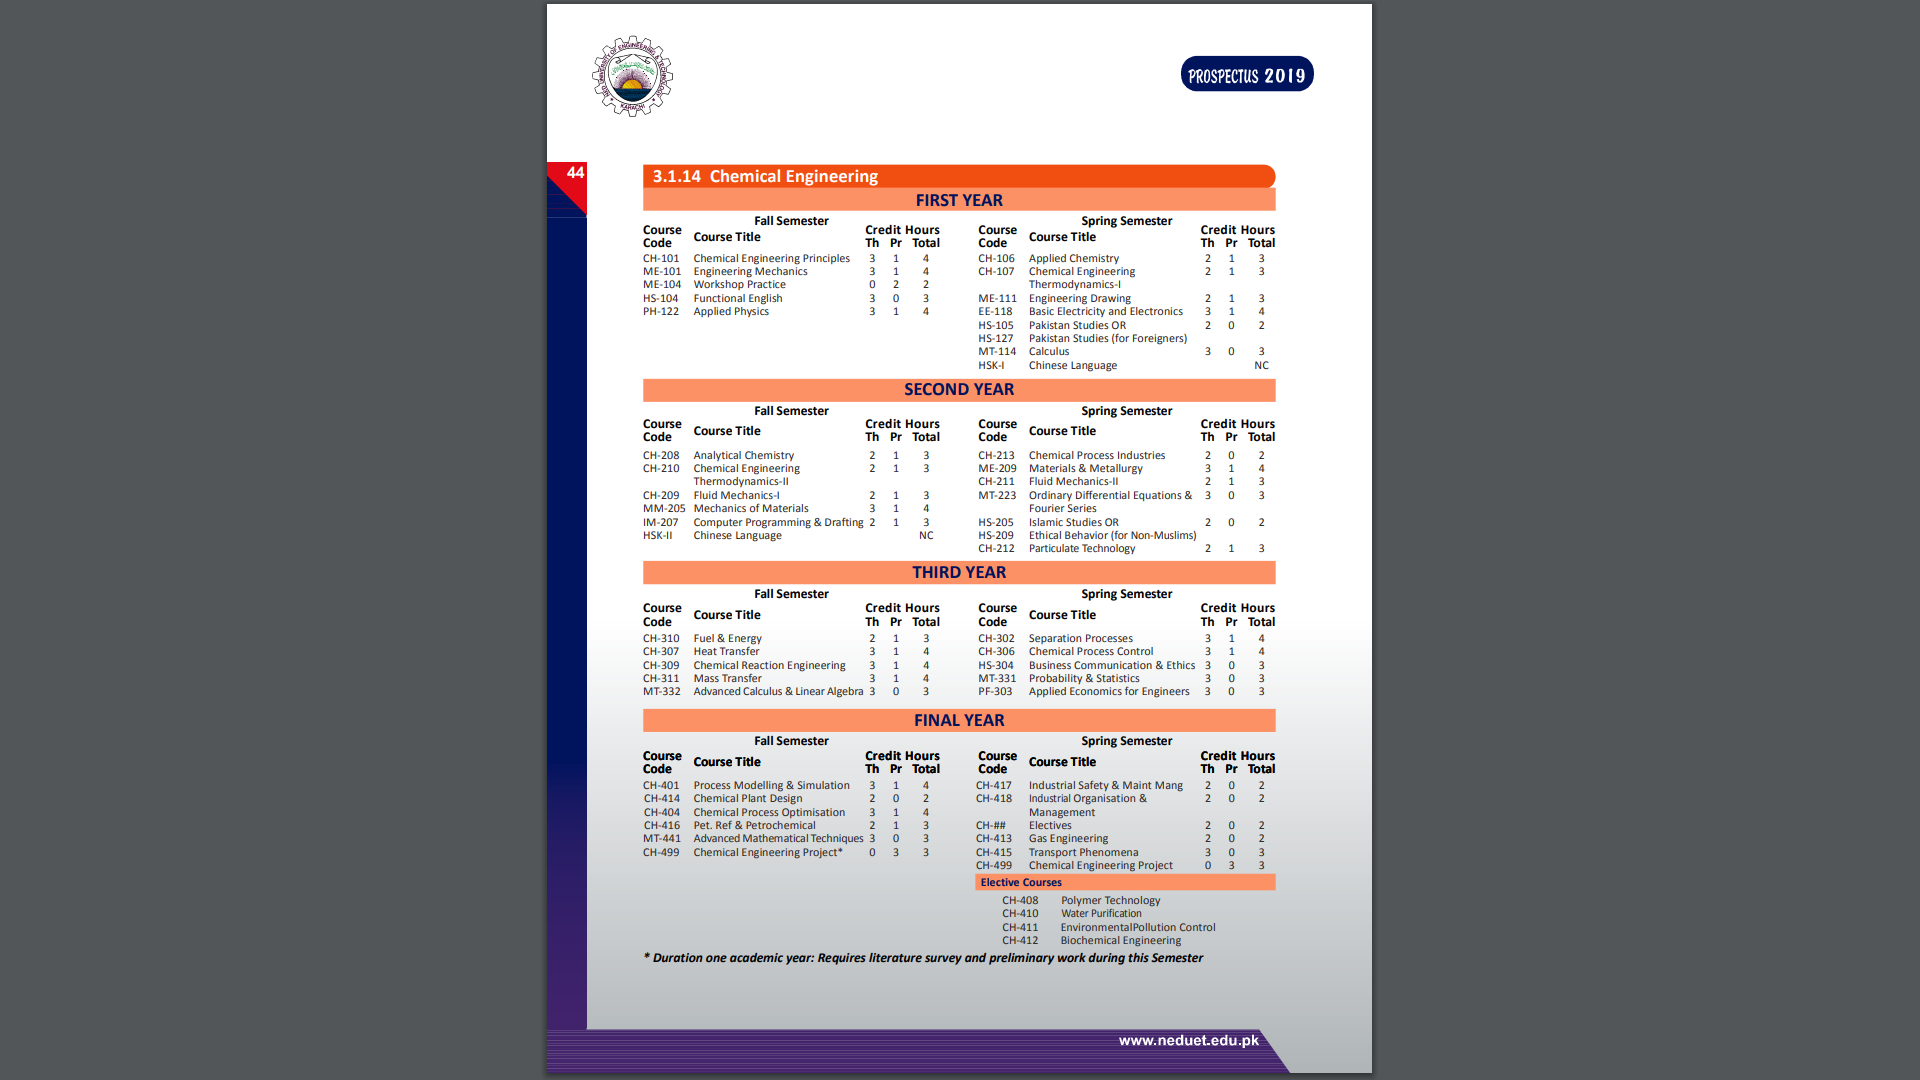 NED UNIVERSITY OF ENGINEERING & TECHNOLOGY
KARACHI
PROSPECTUS 2019
44
3.1.14 Chemical Engineering
FIRST YEAR
Fall Semester
Course Code Course Title Credit Hours Th Pr Total
CH-101 Chemical Engineering Principles 3 1 4
ME-101 Engineering Mechanics 3 1 4
ME-104 Workshop Practice 0 2 2
HS-104 Functional English 3 0 3
PH-122 Applied Physics 3 1 4
Spring Semester
Course Code Course Title Credit Hours Th Pr Total
CH-106 Applied Chemistry 2 1 3
CH-107 Chemical Engineering 2 1 3
Thermodynamics-I
ME-111 Engineering Drawing 2 1 3
EE-118 Basic Electricity and Electronics 3 1 4
HS-105 Pakistan Studies OR 2 0 2
HS-127 Pakistan Studies (for Foreigners)
MT-114 Calculus 3 0 3
HSK-I Chinese Language NC
SECOND YEAR
Fall Semester
Course Code Course Title Credit Hours Th Pr Total
CH-208 Analytical Chemistry 2 1 3
CH-210 Chemical Engineering 2 1 3
Thermodynamics-II
CH-209 Fluid Mechanics-I 2 1 3
MM-205 Mechanics of Materials 3 1 4
IM-207 Computer Programming & Drafting 2 1 3
HSK-II Chinese Language NC
Spring Semester
Course Code Course Title Credit Hours Th Pr Total
CH-213 Chemical Process Industries 2 0 2
ME-209 Materials & Metallurgy 3 1 4
CH-211 Fluid Mechanics-II 2 1 3
MT-223 Ordinary Differential Equations & 3 0 3
Fourier Series
HS-205 Islamic Studies OR 2 0 2
HS-209 Ethical Behavior (for Non-Muslims)
CH-212 Particulate Technology 2 1 3
THIRD YEAR
Fall Semester
Course Code Course Title Credit Hours Th Pr Total
CH-310 Fuel & Energy 2 1 3
CH-307 Heat Transfer 3 1 4
CH-309 Chemical Reaction Engineering 3 1 4
CH-311 Mass Transfer 3 1 4
MT-332 Advanced Calculus & Linear Algebra 3 0 3
Spring Semester
Course Code Course Title Credit Hours Th Pr Total
CH-302 Separation Processes 3 1 4
CH-306 Chemical Process Control 3 1 4
HS-304 Business Communication & Ethics 3 0 3
MT-331 Probability & Statistics 3 0 3
PF-303 Applied Economics for Engineers 3 0 3
FINAL YEAR
Fall Semester
Course Code Course Title Credit Hours Th Pr Total
CH-401 Process Modelling & Simulation 3 1 4
CH-414 Chemical Plant Design 2 0 2
CH-404 Chemical Process Optimisation 3 1 4
CH-416 Pet. Ref & Petrochemical 2 1 3
MT-441 Advanced Mathematical Techniques 3 0 3
CH-499 Chemical Engineering Project* 0 3 3
Spring Semester
Course Code Course Title Credit Hours Th Pr Total
CH-417 Industrial Safety & Maint Mang 2 0 2
CH-418 Industrial Organisation & 2 0 2
Management
CH-## Electives 2 0 2
CH-413 Gas Engineering 2 0 2
CH-415 Transport Phenomena 3 0 3
CH-499 Chemical Engineering Project 0 3 3
Elective Courses
CH-408 Polymer Technology
CH-410 Water Purification
CH-411 EnvironmentalPollution Control
CH-412 Biochemical Engineering
* Duration one academic year: Requires literature survey and preliminary work during this Semester
www.neduet.edu.pk